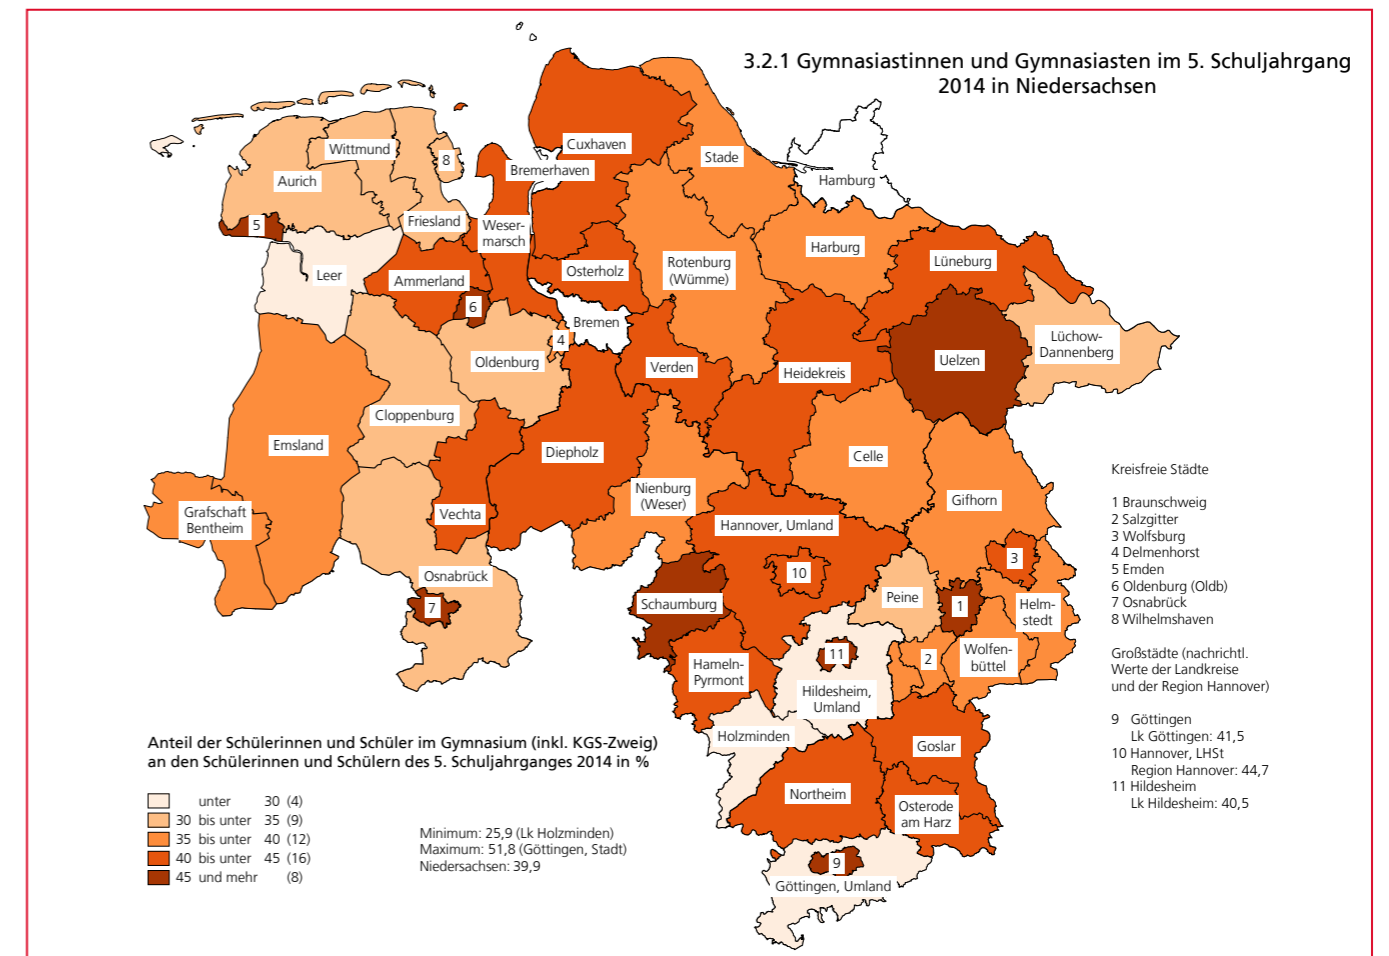 3.2.1 Gymnasiastinnen und Gymnasiasten im 5. Schuljahrgang
2014 in Niedersachsen
Cuxhaven
Wittmund
Bremerhaven
Stade
8
Aurich
Hamburg
5
Friesland
Weser-
marsch
Harburg
Leer
Ammerland
Osterholz
Rotenburg
(Wümme)
Lüneburg
6
Bremen
4
Oldenburg
Verden
Heidekreis
Uelzen
Lüchow-
Dannenberg
Cloppenburg
Emsland
Diepholz
Celle
Gifhorn
Nienburg
(Weser)
Grafschaft
Bentheim
Vechta
Hannover, Umland
Osnabrück
10
3
7
Schaumburg
Peine
1
Helm-
stedt
11
2
Wolfen-
büttel
Hameln-
Pyrmont
Hildesheim,
Umland
Holzminden
Goslar
Northeim
Osterode
am Harz
9
Göttingen, Umland
Kreisfreie Städte
1 Braunschweig
2 Salzgitter
3 Wolfsburg
4 Delmenhorst
5 Emden
6 Oldenburg (Oldb)
7 Osnabrück
8 Wilhelmshaven
Großstädte (nachrichtl.
Werte der Landkreise
und der Region Hannover)
9 Göttingen
Lk Göttingen: 41,5
10 Hannover, LHSt
Region Hannover: 44,7
11 Hildesheim
Lk Hildesheim: 40,5
Anteil der Schülerinnen und Schüler im Gymnasium (inkl. KGS-Zweig)
an den Schülerinnen und Schülern des 5. Schuljahrganges 2014 in %
unter 30 (4)
30 bis unter 35 (9)
35 bis unter 40 (12)
40 bis unter 45 (16)
45 und mehr (8)
Minimum: 25,9 (Lk Holzminden)
Maximum: 51,8 (Göttingen, Stadt)
Niedersachsen: 39,9